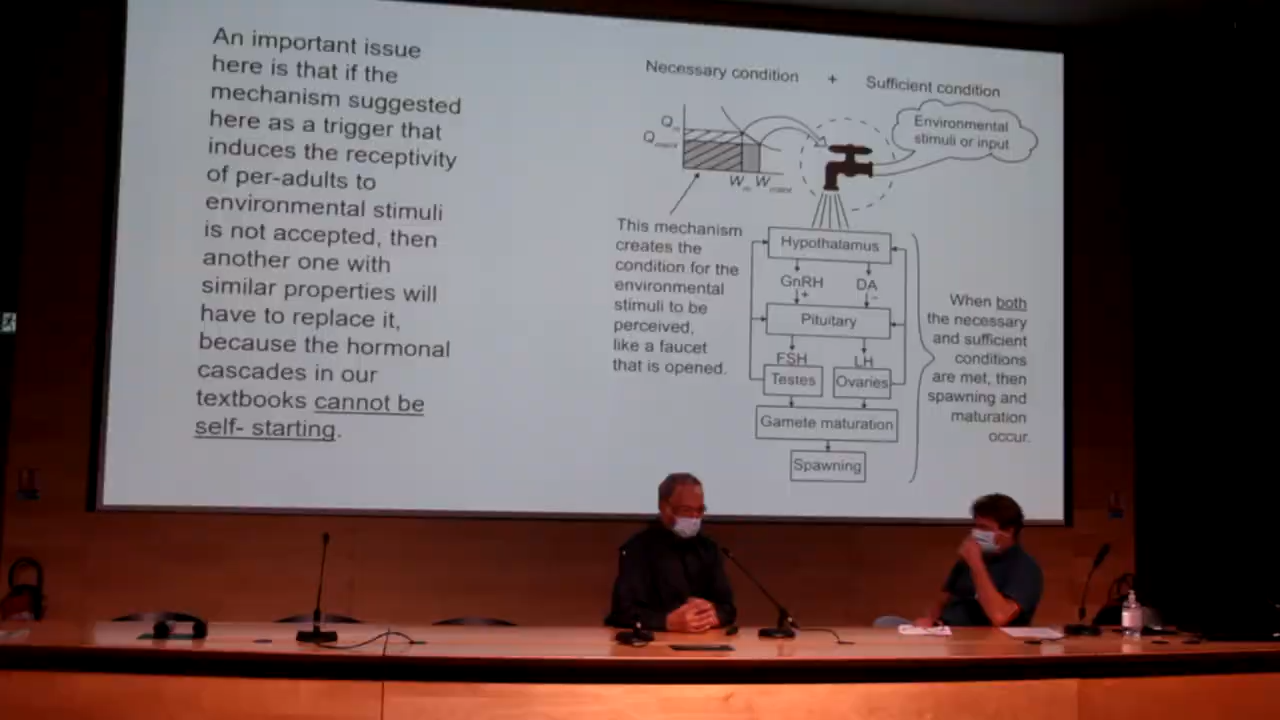 An important issue
here is that if the
mechanism suggested
here as a trigger that
induces the receptivity
of per-adults to
environmental stimuli
is not accepted, then
another one with
similar properties will
have to replace it,
because the hormonal
cascades in our
textbooks cannot be
self- starting.
Necessary condition + Sufficient condition
Environmental
stimuli or input
This mechanism
creates the
condition for the
environmental
stimuli to be
perceived,
like a faucet
that is opened.
Hypothalamus
GnRH DA
+ -
Pituitary
FSH LH
Testes Ovaries
Gamete maturation
Spawning
When both
the necessary
and sufficient
conditions
are met, then
spawning and
maturation
occur.